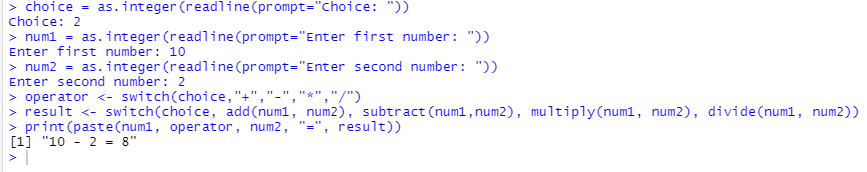 > choice = as.integer(readline(prompt="Choice: "))
Choice: 2
> num1 = as.integer(readline(prompt="Enter first number: "))
Enter first number: 10
> num2 = as.integer(readline(prompt="Enter second number: "))
Enter second number: 2
> operator <- switch(choice,"+","-","*","/")
> result <- switch(choice, add(num1, num2), subtract(num1,num2), multiply(num1, num2), divide(num1, num2))
> print(paste(num1, operator, num2, "=", result))
[1] "10 - 2 = 8"
>